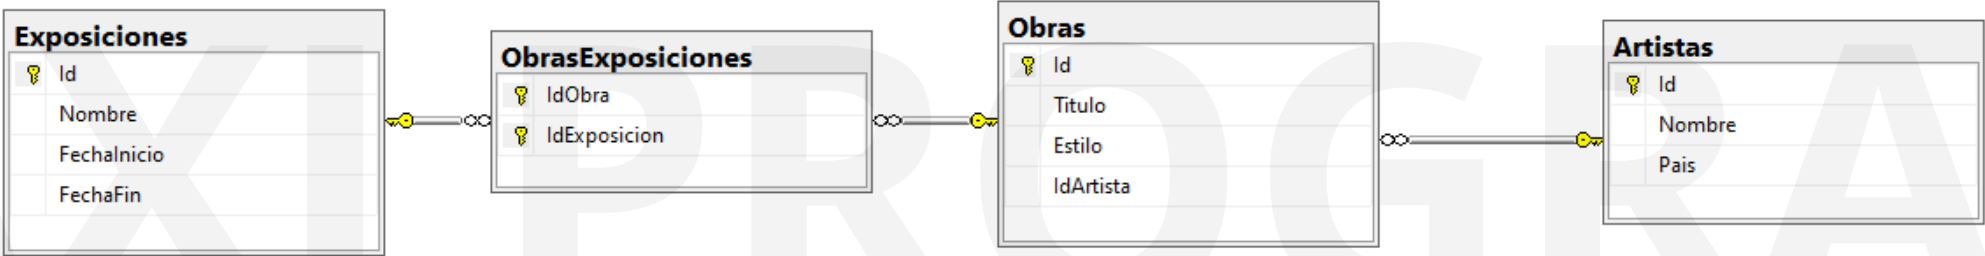 Exposiciones
Id
Nombre
FechaInicio
FechaFin
ObrasExposiciones
IdObra
IdExposicion
Obras
Id
Titulo
Estilo
IdArtista
Artistas
Id
Nombre
Pais
XI PROGRA